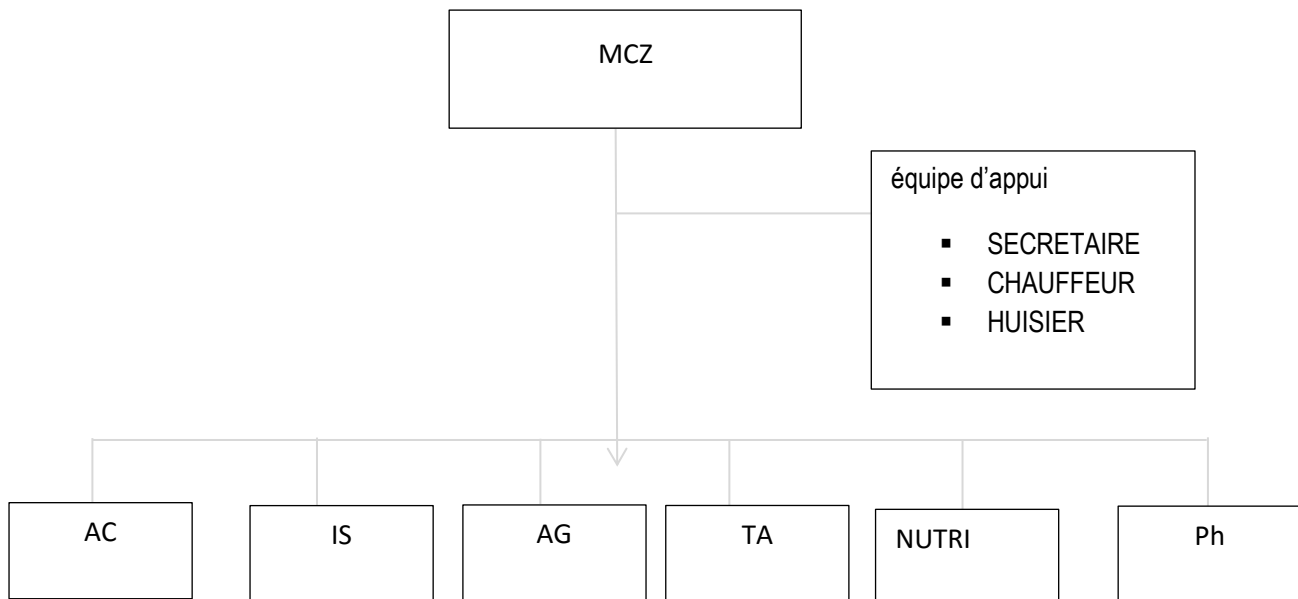 MCZ
équipe d'appui
▪ SECRETAIRE
▪ CHAUFFEUR
▪ HUISIER
AC
IS
AG
TA
NUTRI
Ph